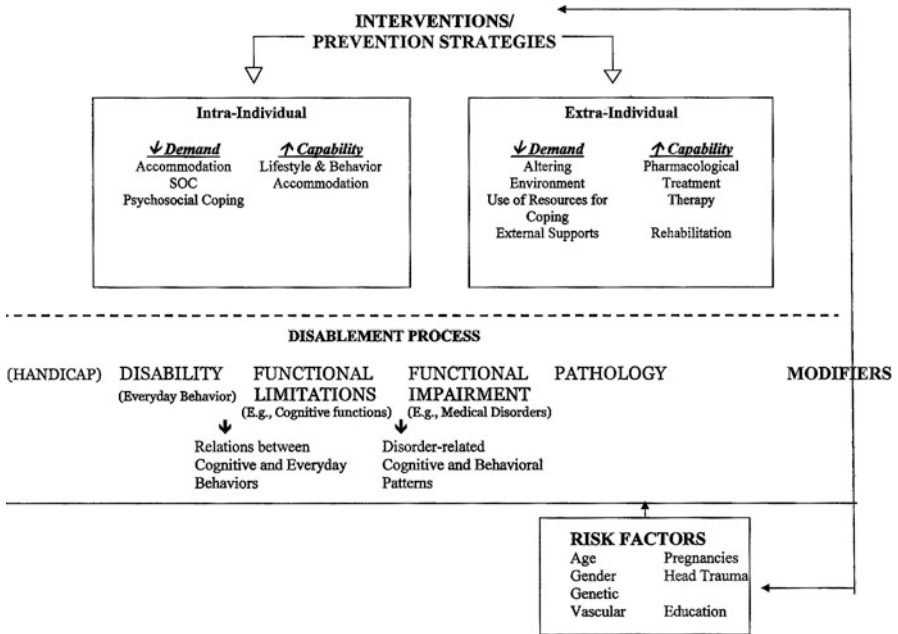 INTERVENTIONS/
PREVENTION STRATEGIES
Intra-Individual
↓ Demand
Accommodation
SOC
Psychosocial Coping
↑ Capability
Lifestyle & Behavior
Accommodation
Extra-Individual
↓ Demand
Altering
Environment
Use of Resources for
Coping
External Supports
↑ Capability
Pharmacological
Treatment
Therapy
Rehabilitation
DISABLEMENT PROCESS
(HANDICAP)
DISABILITY
(Everyday Behavior)
FUNCTIONAL
LIMITATIONS
(E.g., Cognitive functions)
FUNCTIONAL
IMPAIRMENT
(E.g., Medical Disorders)
PATHOLOGY
MODIFIERS
Relations between
Cognitive and Everyday
Behaviors
Disorder-related
Cognitive and Behavioral
Patterns
RISK FACTORS
Age
Gender
Genetic
Vascular
Pregnancies
Head Trauma
Education